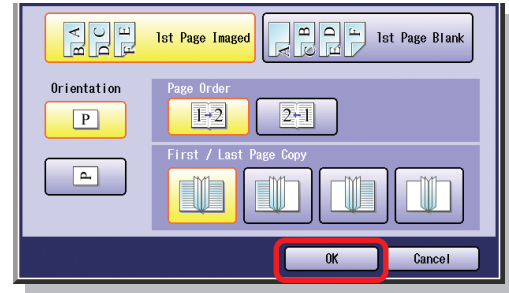 B A D C F E 1st Page Imaged A C B E D F 1st Page Blank
Orientation Page Order
P 1-2 2-1
First / Last Page Copy
P
OK Cancel